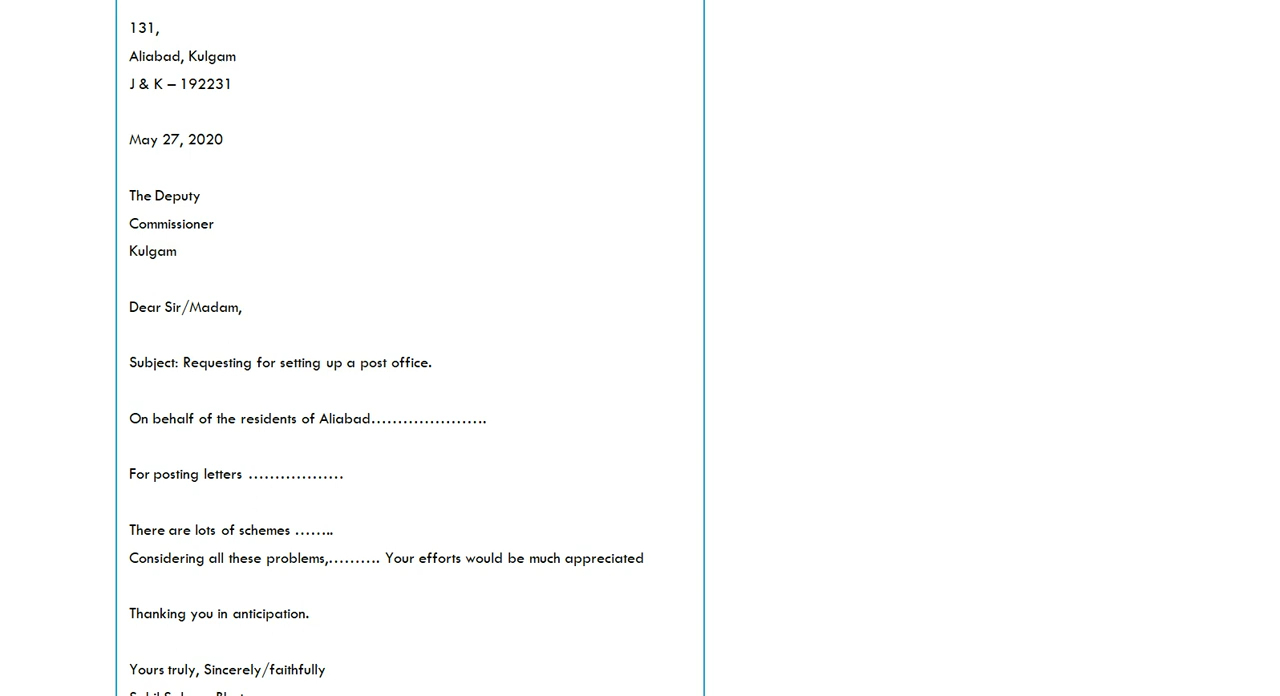 131,
Aliabad, Kulgam
J & K – 192231
May 27, 2020
The Deputy
Commissioner
Kulgam
Dear Sir/Madam,
Subject: Requesting for setting up a post office.
On behalf of the residents of Aliabad………………….
For posting letters ………………
There are lots of schemes ……..
Considering all these problems,………. Your efforts would be much appreciated
Thanking you in anticipation.
Yours truly, Sincerely/faithfully